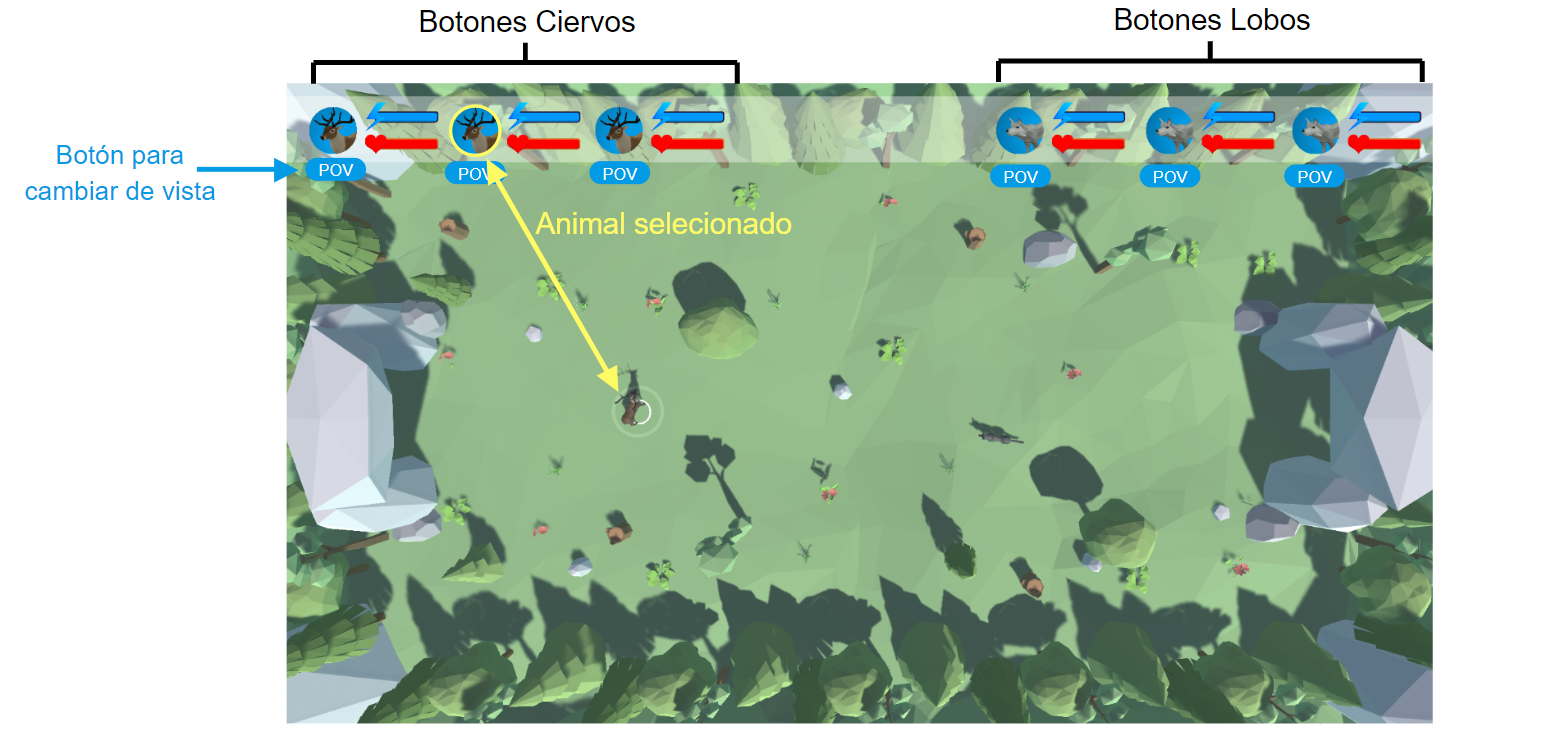 Botones Ciervos
Botones Lobos
Botón para
cambiar de vista
POV
POV
POV
POV
POV
POV
Animal selecionado